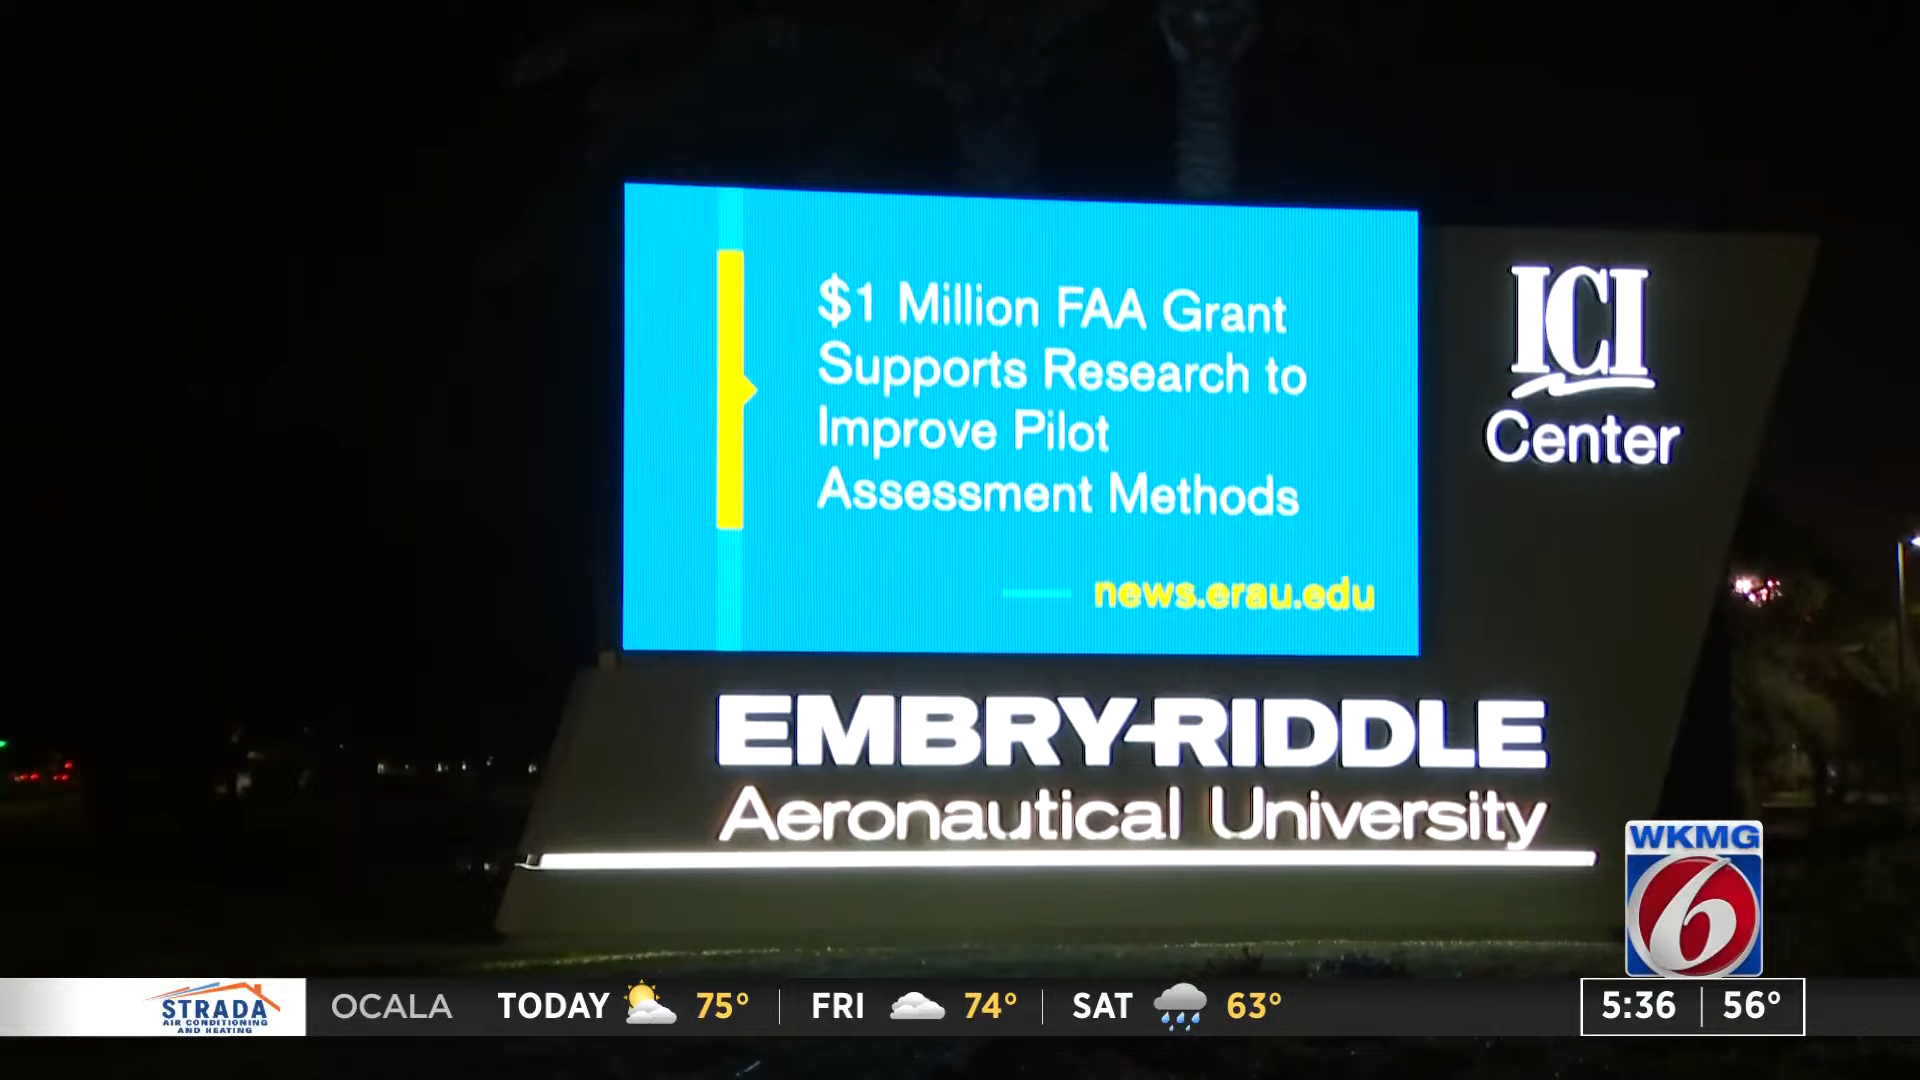 $1 Million FAA Grant
Supports Research to
Improve Pilot
Assessment Methods
news.erau.edu
ICI
Center
EMBRY-RIDDLE
Aeronautical University
WKMG
6
STRADA
AIR CONDITIONING
AND HEATING
OCALA TODAY 75° FRI 74° SAT 63°
5:36 56°